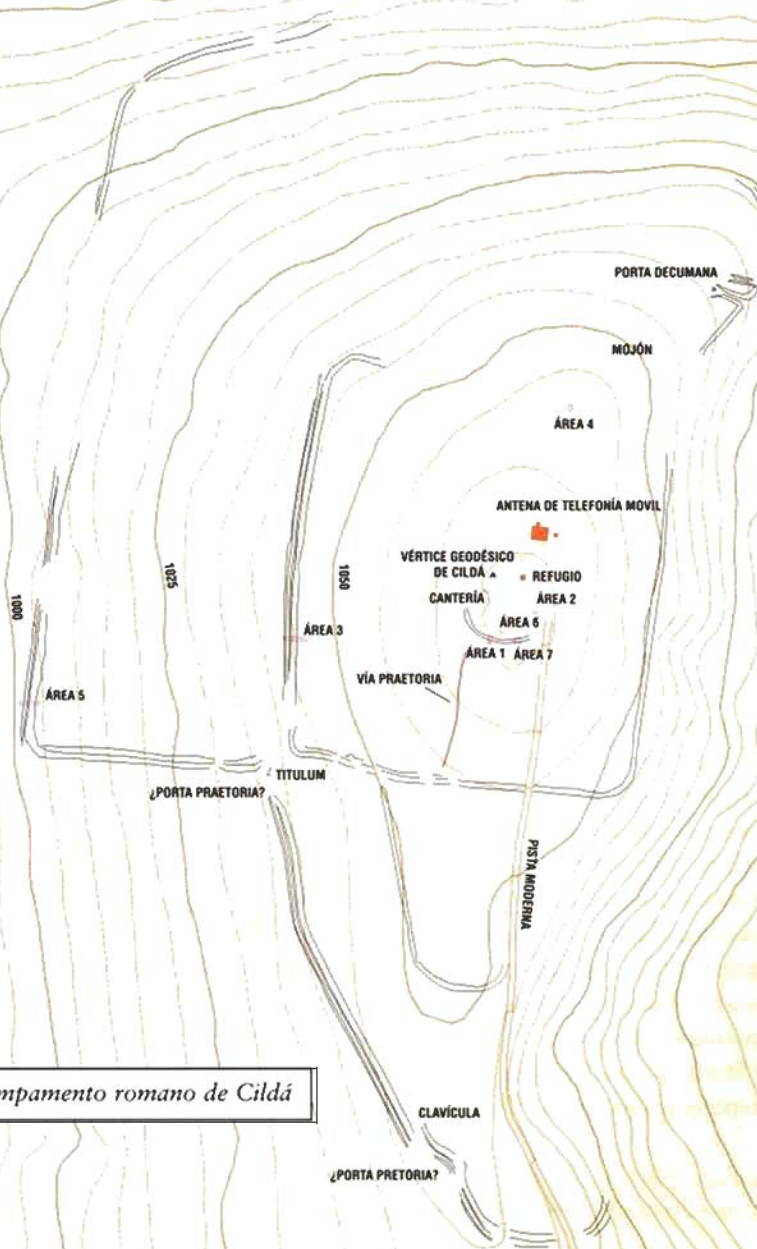 PORTA DECUMANA
MOJÓN
ÁREA 4
ANTENA DE TELEFONÍA MOVIL
VÉRTICE GEODÉSICO
DE CILDÁ
REFUGIO
CANTERÍA
ÁREA 2
ÁREA 6
ÁREA 1
ÁREA 7
1000
1025
1050
ÁREA 3
VÍA PRAETORIA
ÁREA 5
TITULUM
¿PORTA PRAETORIA?
PISTA MODERNA
mpamento romano de Cildá
CLAVÍCULA
¿PORTA PRETORIA?